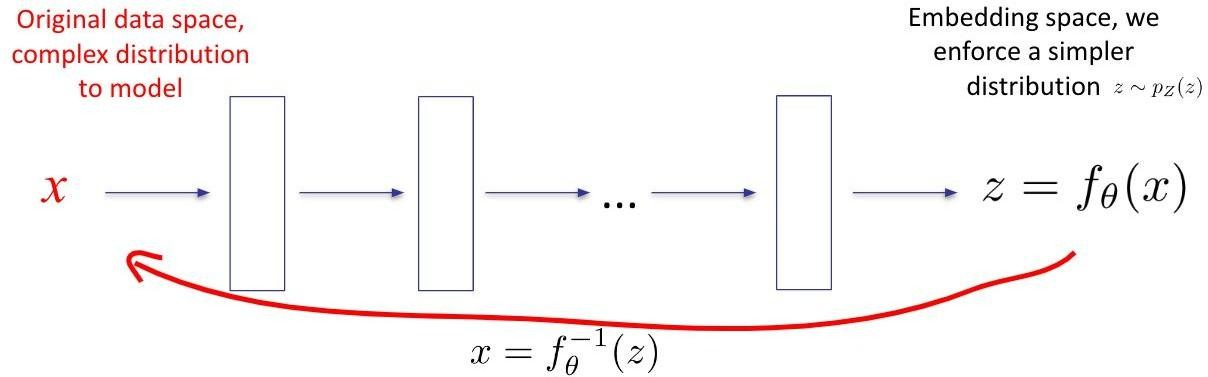 Original data space,
complex distribution
to model
Embedding space, we
enforce a simpler
distribution z ∼ p_Z(z)
x
...
z = f_θ(x)
x = f_θ^{-1}(z)